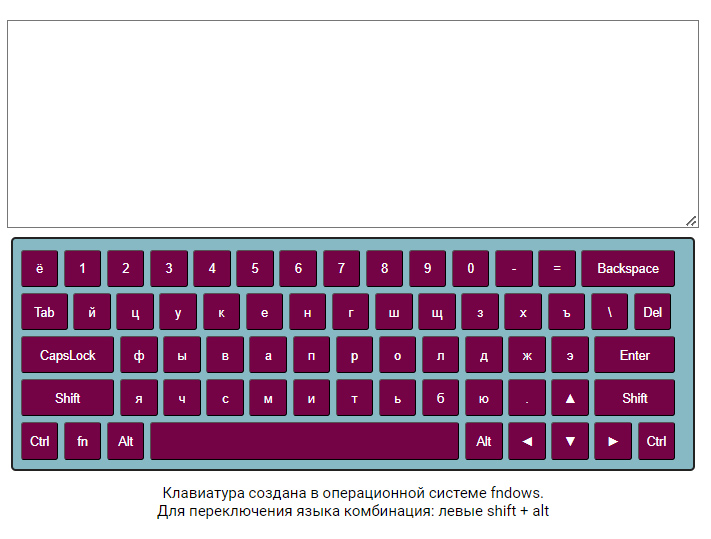 ё 1 2 3 4 5 6 7 8 9 0 - = Backspace
Tab й ц у к е н г ш щ з х ъ \ Del
CapsLock ф ы в а п р о л д ж э Enter
Shift я ч с м и т ь б ю . ▲ Shift
Ctrl fn Alt Alt ◄ ▼ ► Ctrl
Клавиатура создана в операционной системе fndows.
Для переключения языка комбинация: левые shift + alt